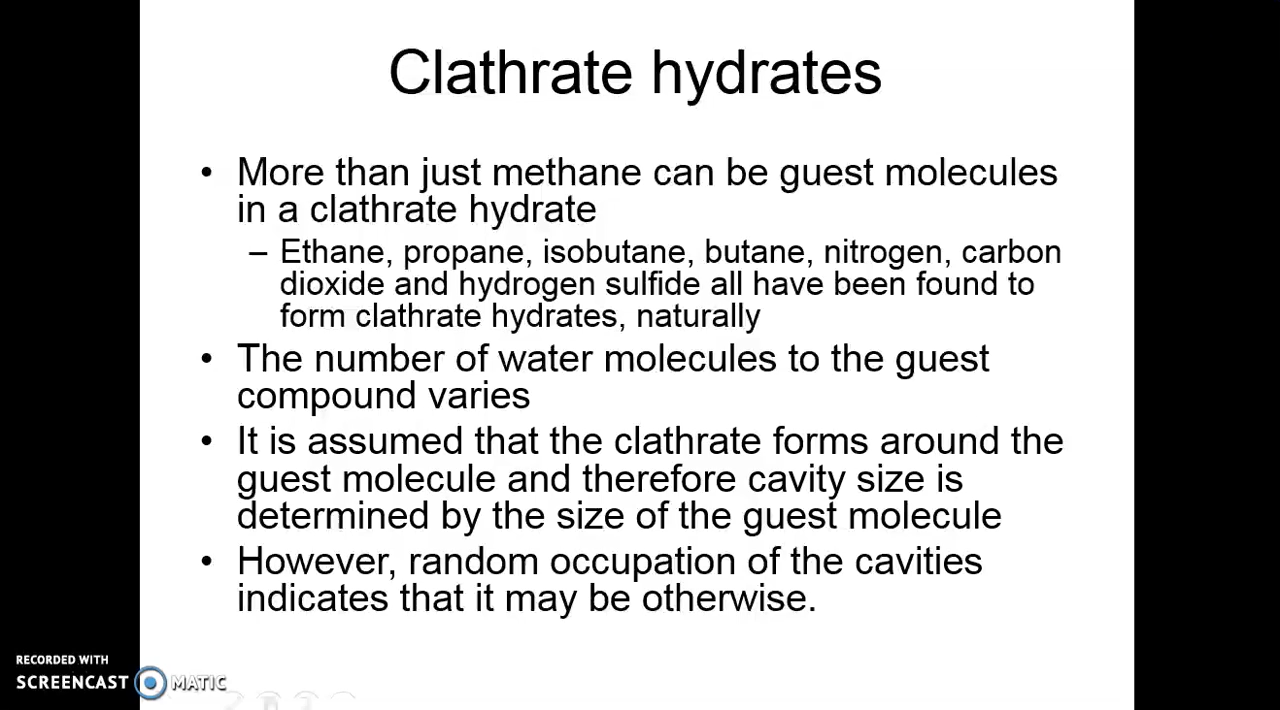 Clathrate hydrates
• More than just methane can be guest molecules
in a clathrate hydrate
– Ethane, propane, isobutane, butane, nitrogen, carbon
dioxide and hydrogen sulfide all have been found to
form clathrate hydrates, naturally
• The number of water molecules to the guest
compound varies
• It is assumed that the clathrate forms around the
guest molecule and therefore cavity size is
determined by the size of the guest molecule
• However, random occupation of the cavities
indicates that it may be otherwise.
RECORDED WITH
SCREENCAST MATIC